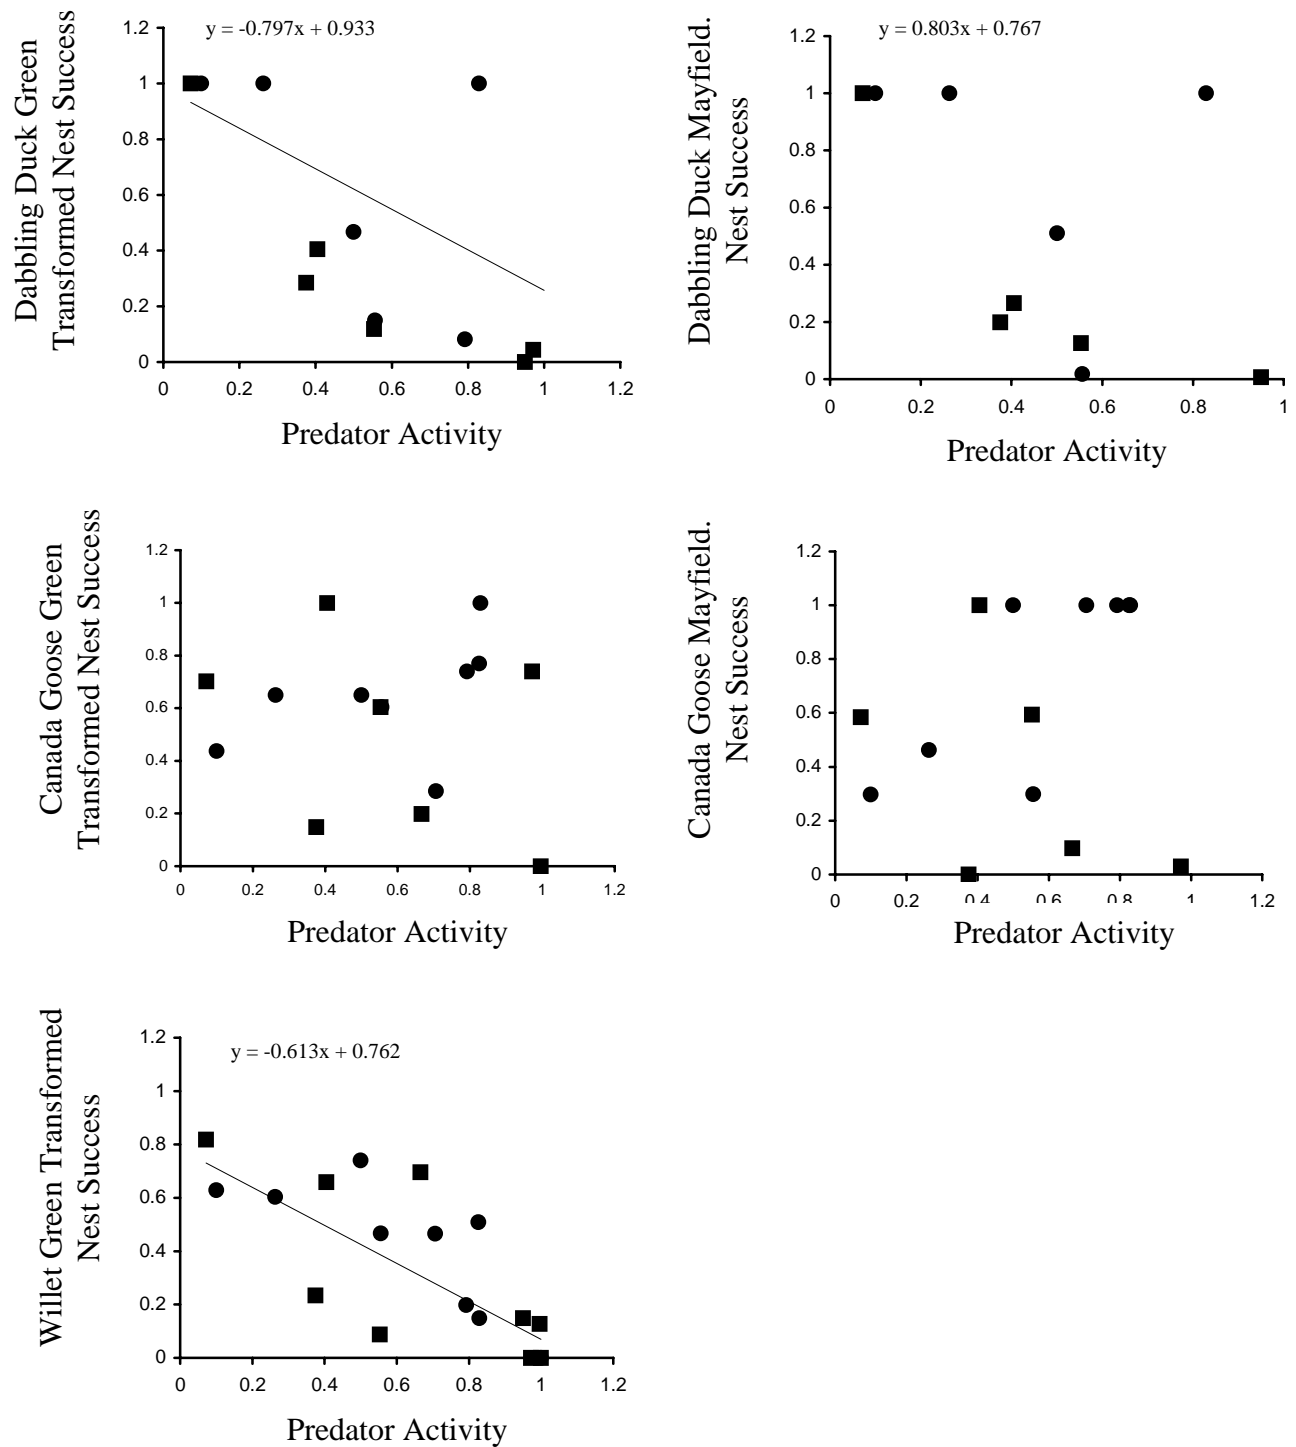 y = -0.797x + 0.933
Dabbling Duck Green
Transformed Nest Success
1.2
1
0.8
0.6
0.4
0.2
0
0 0.2 0.4 0.6 0.8 1 1.2
Predator Activity
y = 0.803x + 0.767
Dabbling Duck Mayfield.
Nest Success
1.2
1
0.8
0.6
0.4
0.2
0
0 0.2 0.4 0.6 0.8 1
Predator Activity
Canada Goose Green
Transformed Nest Success
1.2
1
0.8
0.6
0.4
0.2
0
0 0.2 0.4 0.6 0.8 1 1.2
Predator Activity
Canada Goose Mayfield.
Nest Success
1.2
1
0.8
0.6
0.4
0.2
0
0 0.2 0.4 0.6 0.8 1 1.2
Predator Activity
y = -0.613x + 0.762
Willet Green Transformed
Nest Success
1.2
1
0.8
0.6
0.4
0.2
0
0 0.2 0.4 0.6 0.8 1 1.2
Predator Activity